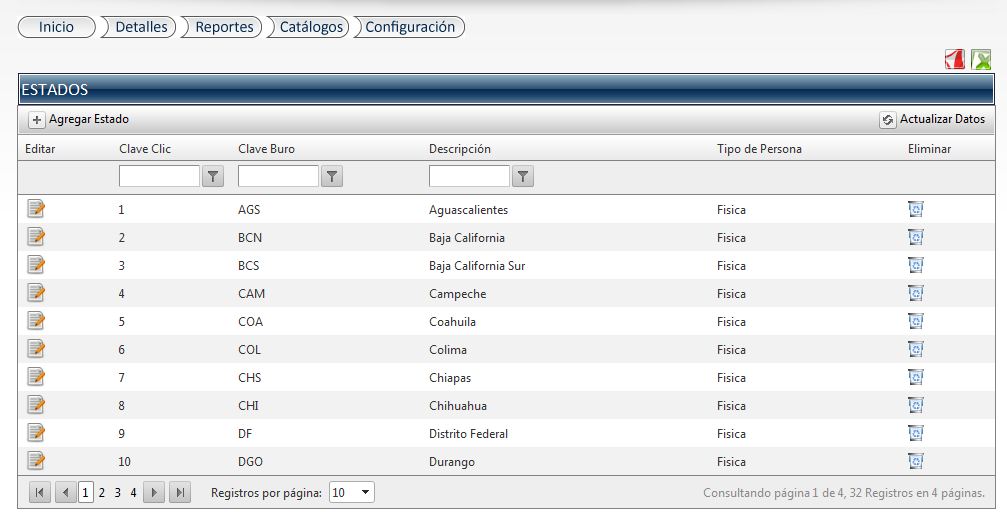 Inicio Detalles Reportes Catálogos Configuración
ESTADOS
Agregar Estado Actualizar Datos
Editar Clave Clic Clave Buro Descripción Tipo de Persona Eliminar
1 AGS Aguascalientes Fisica
2 BCN Baja California Fisica
3 BCS Baja California Sur Fisica
4 CAM Campeche Fisica
5 COA Coahuila Fisica
6 COL Colima Fisica
7 CHS Chiapas Fisica
8 CHI Chihuahua Fisica
9 DF Distrito Federal Fisica
10 DGO Durango Fisica
1 2 3 4 Registros por página: 10 Consultando página 1 de 4, 32 Registros en 4 páginas.